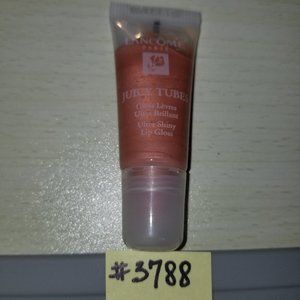 LANCÔME
PARIS
JUICY TUBES
Gloss Lèvres
Ultra Brillant
Ultra Shiny
Lip Gloss
#3788